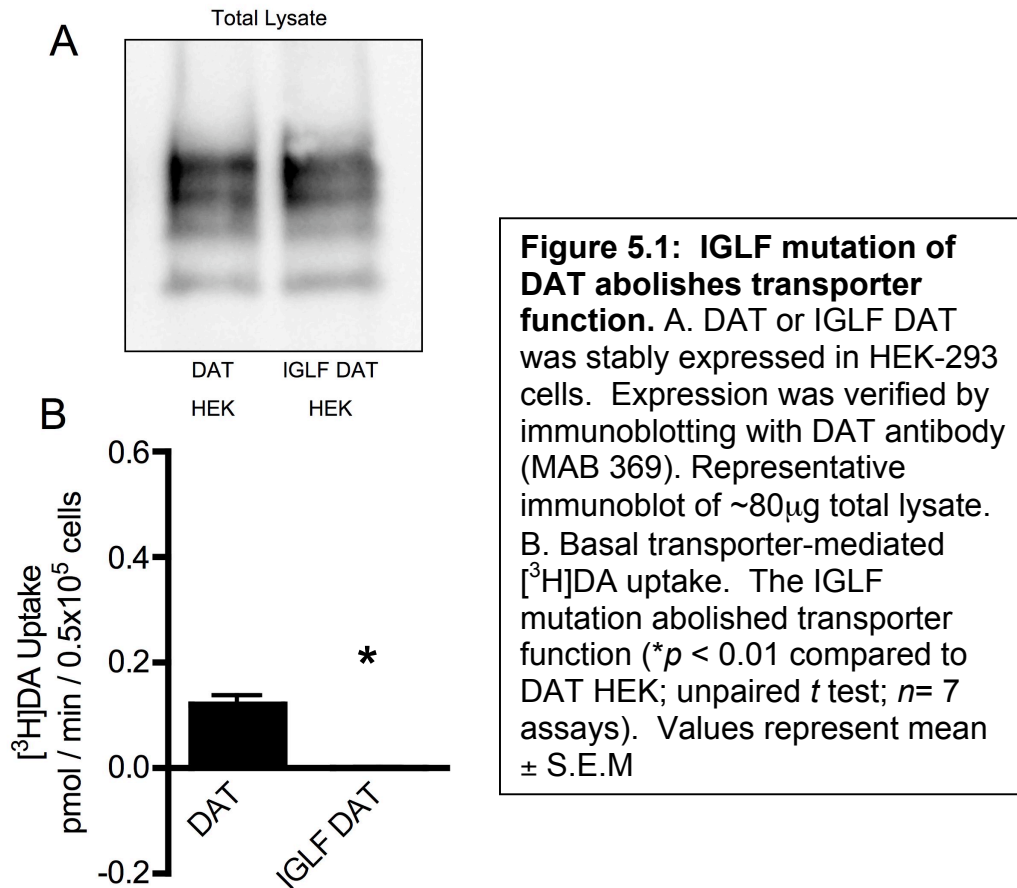 Total Lysate
A
DAT
IGLF DAT
HEK
HEK
B
[³H]DA Uptake
pmol / min / 0.5x10⁵ cells
0.6
0.4
0.2
0.0
-0.2
*
DAT
IGLF DAT
Figure 5.1: IGLF mutation of
DAT abolishes transporter
function. A. DAT or IGLF DAT
was stably expressed in HEK-293
cells. Expression was verified by
immunoblotting with DAT antibody
(MAB 369). Representative
immunoblot of ~80μg total lysate.
B. Basal transporter-mediated
[³H]DA uptake. The IGLF
mutation abolished transporter
function (*p < 0.01 compared to
DAT HEK; unpaired t test; n= 7
assays). Values represent mean
± S.E.M